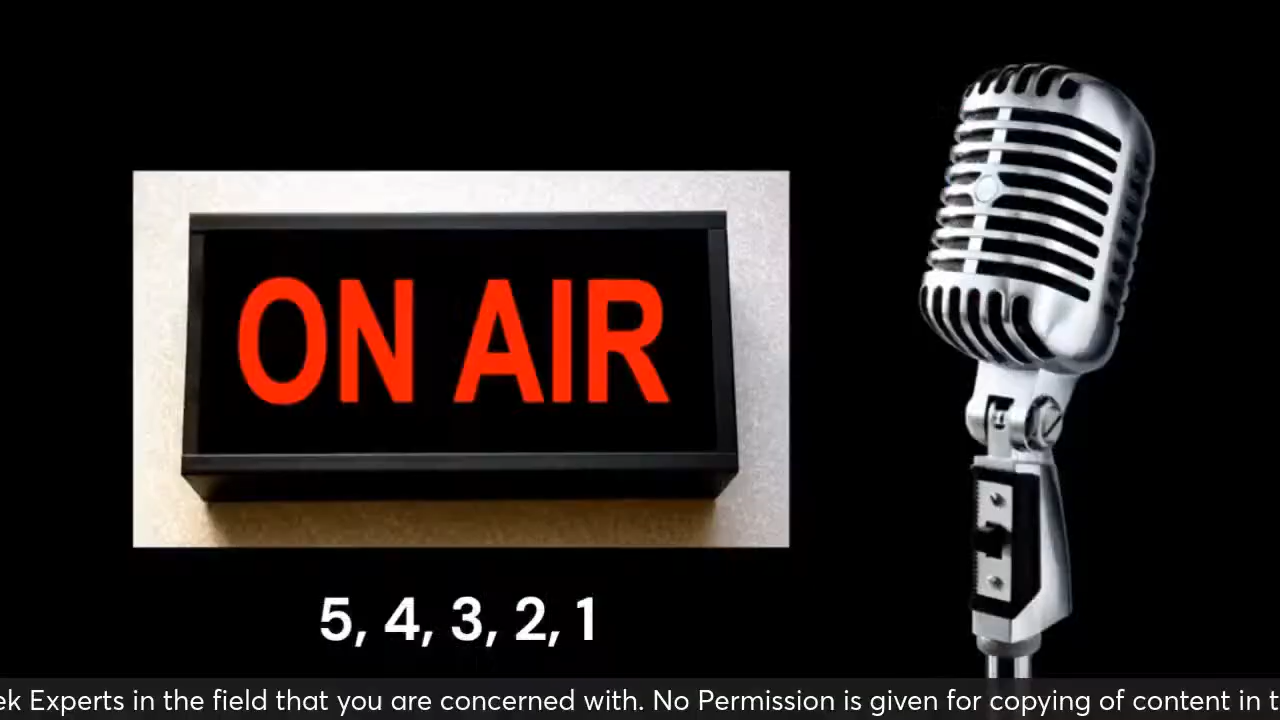 ON AIR
5, 4, 3, 2, 1
Experts in the field that you are concerned with. No Permission is given for copying of content in